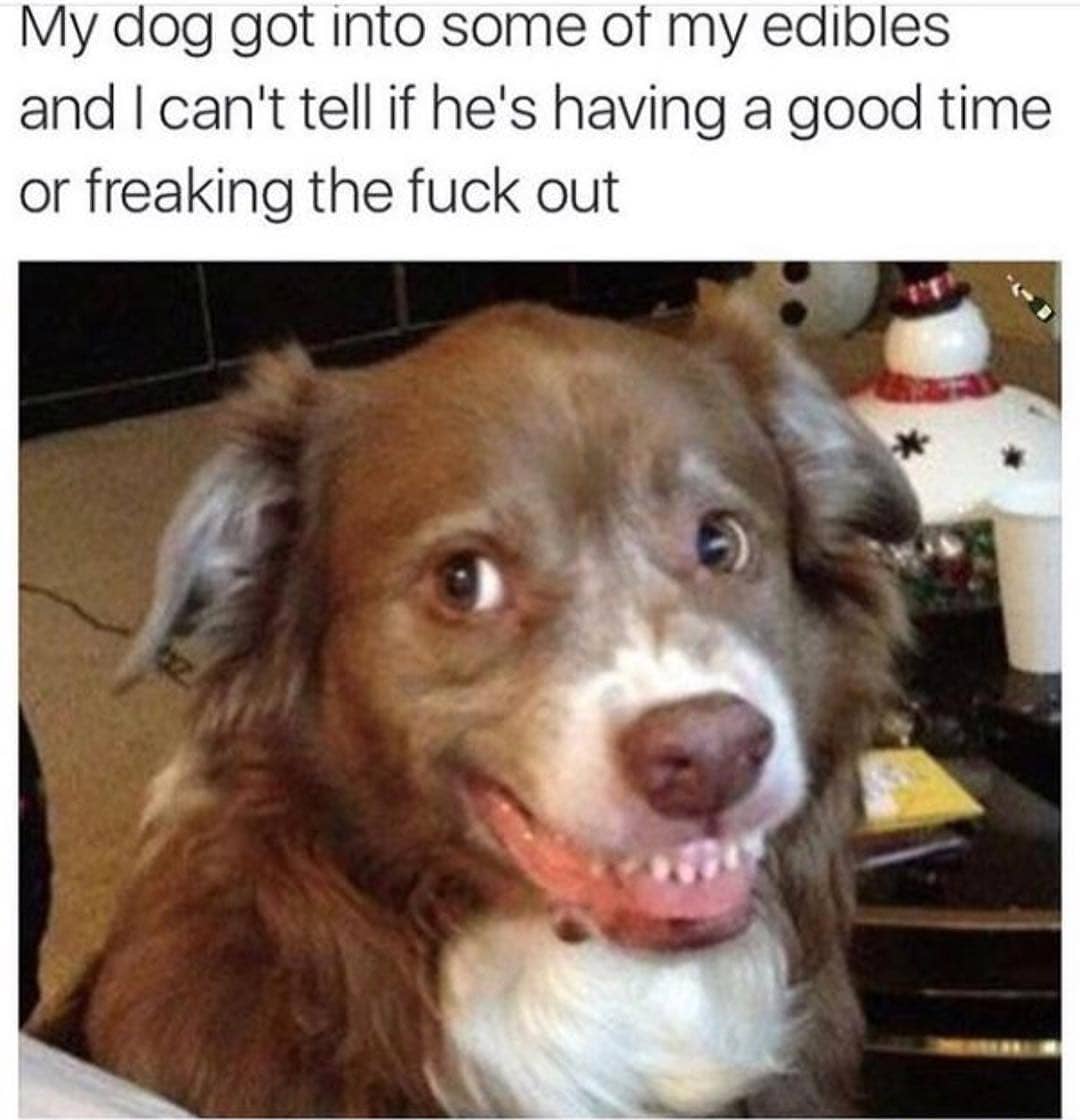 My dog got into some of my edibles
and I can't tell if he's having a good time
or freaking the fuck out